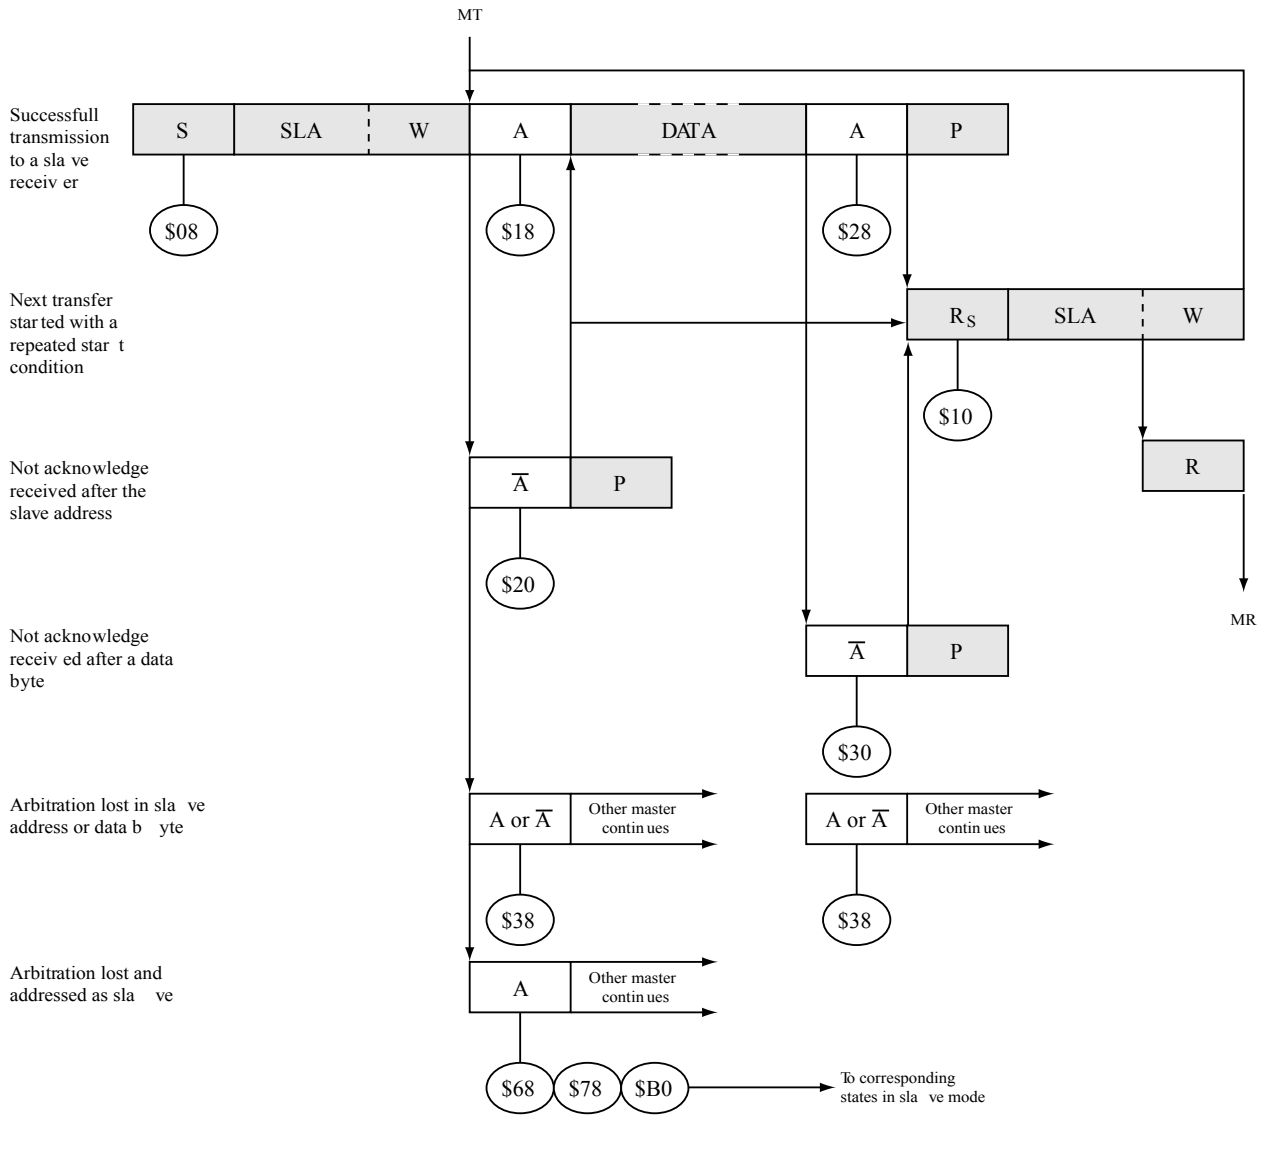 MT
Successfull
transmission
to a sla ve
receiv er
S SLA W A DATA A P
$08 $18 $28
Next transfer
star ted with a
repeated star t
condition
RS SLA W
$10
Not acknowledge
received after the
slave address
A̅ P
R
$20
MR
Not acknowledge
receiv ed after a data
byte
A̅ P
$30
Arbitration lost in sla ve
address or data b yte
A or A̅
Other master
contin ues
A or A̅
Other master
contin ues
$38 $38
Arbitration lost and
addressed as sla ve
A
Other master
contin ues
$68 $78 $B0
To corresponding
states in sla ve mode